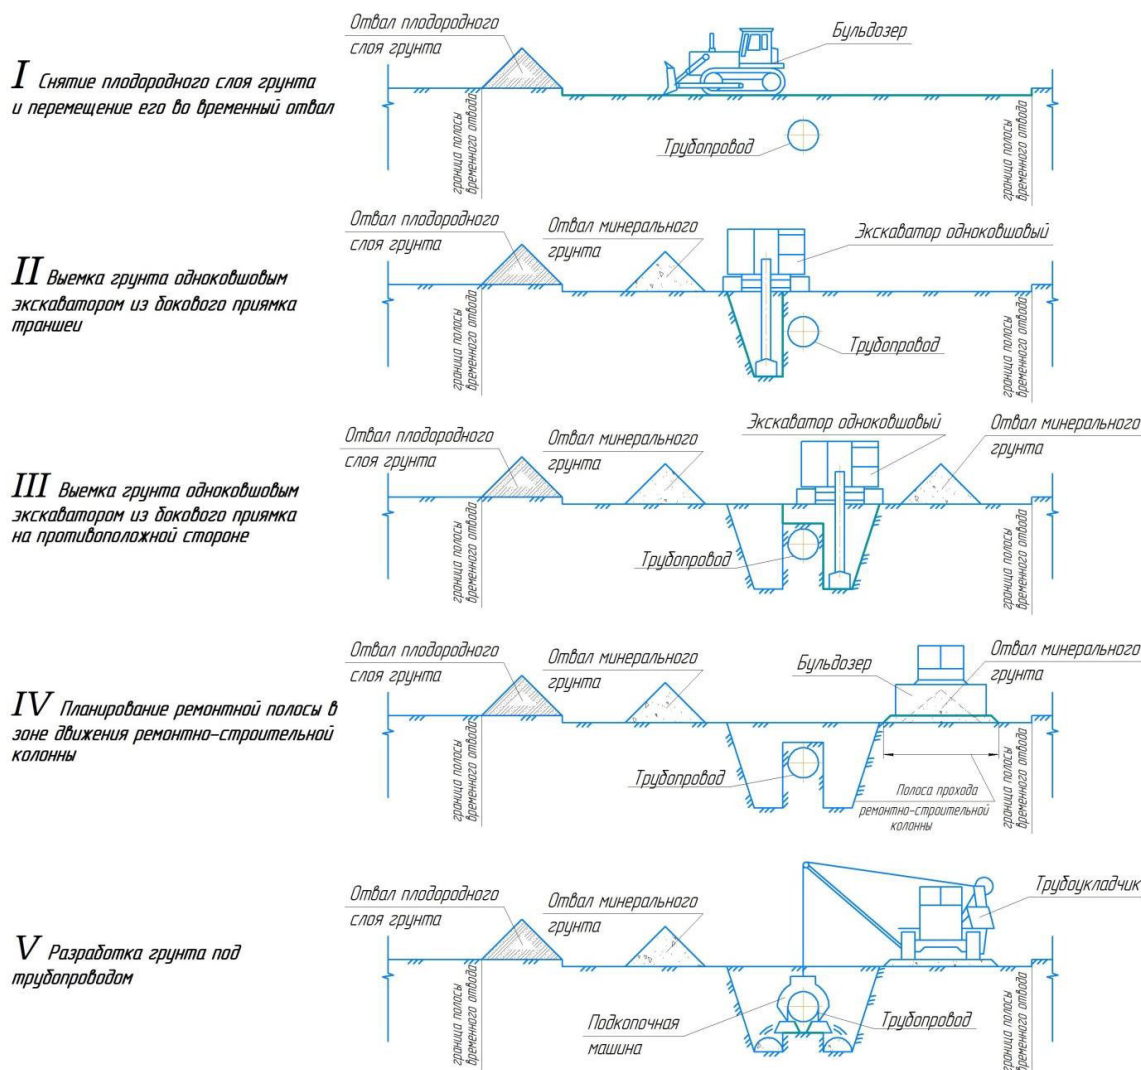 Отвал плодородного
слоя грунта
Бульдозер
I Снятие плодородного слоя грунта
и перемещение его во временный отвал
Трубопровод
граница полосы
временного отвода
граница полосы
временного отвода
Отвал плодородного
слоя грунта
Отвал минерального
грунта
Экскаватор одноковшовый
II Выемка грунта одноковшовым
экскаватором из бокового приямка
траншеи
Трубопровод
граница полосы
временного отвода
граница полосы
временного отвода
Отвал плодородного
слоя грунта
Отвал минерального
грунта
Экскаватор одноковшовый
Отвал минерального
грунта
III Выемка грунта одноковшовым
экскаватором из бокового приямка
на противоположной стороне
Трубопровод
граница полосы
временного отвода
граница полосы
временного отвода
Отвал плодородного
слоя грунта
Отвал минерального
грунта
Бульдозер
Отвал минерального
грунта
IV Планирование ремонтной полосы в
зоне движения ремонтно-строительной
колонны
Трубопровод
граница полосы
временного отвода
Полоса прохода
ремонтно-строительной
колонны
граница полосы
временного отвода
Отвал плодородного
слоя грунта
Отвал минерального
грунта
Трубоукладчик
V Разработка грунта под
трубопроводом
Подкопочная
машина
Трубопровод
граница полосы
временного отвода
граница полосы
временного отвода